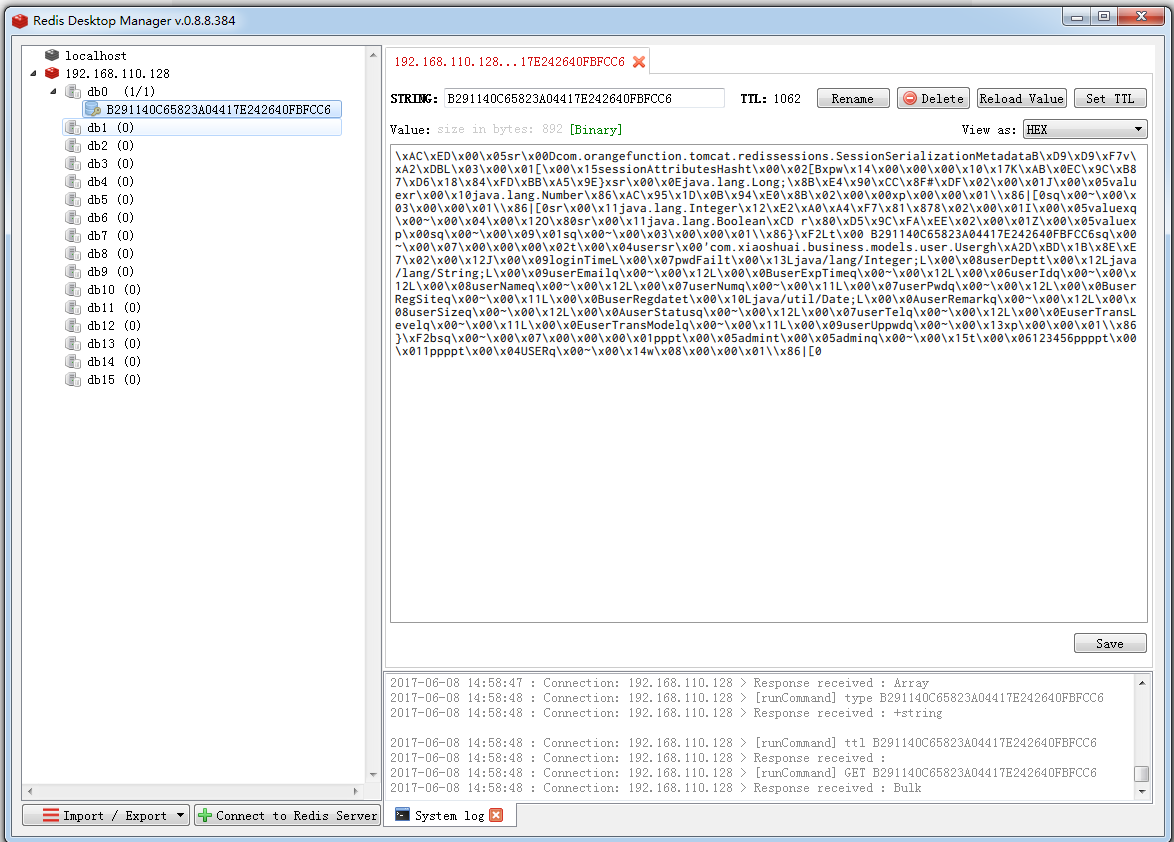 Redis Desktop Manager v.0.8.8.384
localhost
192.168.110.128
db0 (1/1)
B291140C65823A04417E242640FBFCC6
db1 (0)
db2 (0)
db3 (0)
db4 (0)
db5 (0)
db6 (0)
db7 (0)
db8 (0)
db9 (0)
db10 (0)
db11 (0)
db12 (0)
db13 (0)
db14 (0)
db15 (0)
Import / Export
Connect to Redis Server
192.168.110.128...17E242640FBFCC6
STRING: B291140C65823A04417E242640FBFCC6 TTL: 1062 Rename Delete Reload Value Set TTL
Value: size in bytes: 892 [Binary] View as: HEX
\xAC\xED\x00\x05sr\x00Dcom.orangefunction.tomcat.redissessions.SessionSerializationMetadataB\xD9\xD9\xF7v\
xA2\xDBL\x03\x00\x01[\x00\x15sessionAttributesHasht\x00\x02[Bxpw\x14\x00\x00\x00\x10\x17K\xAB\x0EC\x9C\xB8
7\xD6\x18\x84\xFD\xBB\xA5\x9E}xsr\x00\x0Ejava.lang.Long;\x8B\xE4\x90\xCC\x8F#\xDF\x02\x00\x01J\x00\x05valu
exr\x00\x10java.lang.Number\x86\xAC\x95\x1D\x0B\x94\xE0\x8B\x02\x00\x00xp\x00\x00\x01\\x86|[0sq\x00~\x00\x
03\x00\x00\x01\\x86|[0sr\x00\x11java.lang.Integer\x12\xE2\xA0\xA4\xF7\x81\x878\x02\x00\x01I\x00\x05valuexq
\x00~\x00\x04\x00\x00\x12O\x80sr\x00\x11java.lang.Boolean\xCD r\x80\xD5\x9C\xFA\xEE\x02\x00\x01Z\x00\x05valuex
p\x00sq\x00~\x00\x09\x01sq\x00~\x00\x03\x00\x00\x01\\x86}\xF2Lt\x00 B291140C65823A04417E242640FBFCC6sq\x00
~\x00\x07\x00\x00\x00\x02t\x00\x04usersr\x00'com.xiaoshuai.business.models.user.Usergh\xA2D\xBD\x1B\x8E\xE
7\x02\x00\x12J\x00\x09loginTimeL\x00\x07pwdFailt\x00\x13Ljava/lang/Integer;L\x00\x08userDeptt\x00\x12Ljava
/lang/String;L\x00\x09userEmailq\x00~\x00\x12L\x00\x0BuserExpTimeq\x00~\x00\x12L\x00\x06userIdq\x00~\x00\x
12L\x00\x08userNameq\x00~\x00\x12L\x00\x07userNumq\x00~\x00\x11L\x00\x07userPwdq\x00~\x00\x12L\x00\x0Buser
RegSiteq\x00~\x00\x11L\x00\x0BuserRegdatet\x00\x10Ljava/util/Date;L\x00\x0AuserRemarkq\x00~\x00\x12L\x00\x
08userSizeq\x00~\x00\x12L\x00\x0AuserStatusq\x00~\x00\x12L\x00\x07userTelq\x00~\x00\x12L\x00\x0EuserTransL
evelq\x00~\x00\x11L\x00\x0EuserTransModelq\x00~\x00\x11L\x00\x09userUppwdq\x00~\x00\x13xp\x00\x00\x01\\x86
}\xF2bsq\x00~\x00\x07\x00\x00\x00\x01pppt\x00\x05admint\x00\x05adminq\x00~\x00\x15t\x00\x06123456ppppt\x00
\x011ppppt\x00\x04USERq\x00~\x00\x14w\x08\x00\x00\x01\\x86|[0
Save
2017-06-08 14:58:47 : Connection: 192.168.110.128 > Response received : Array
2017-06-08 14:58:48 : Connection: 192.168.110.128 > [runCommand] type B291140C65823A04417E242640FBFCC6
2017-06-08 14:58:48 : Connection: 192.168.110.128 > Response received : +string
2017-06-08 14:58:48 : Connection: 192.168.110.128 > [runCommand] ttl B291140C65823A04417E242640FBFCC6
2017-06-08 14:58:48 : Connection: 192.168.110.128 > Response received :
2017-06-08 14:58:48 : Connection: 192.168.110.128 > [runCommand] GET B291140C65823A04417E242640FBFCC6
2017-06-08 14:58:48 : Connection: 192.168.110.128 > Response received : Bulk
System log